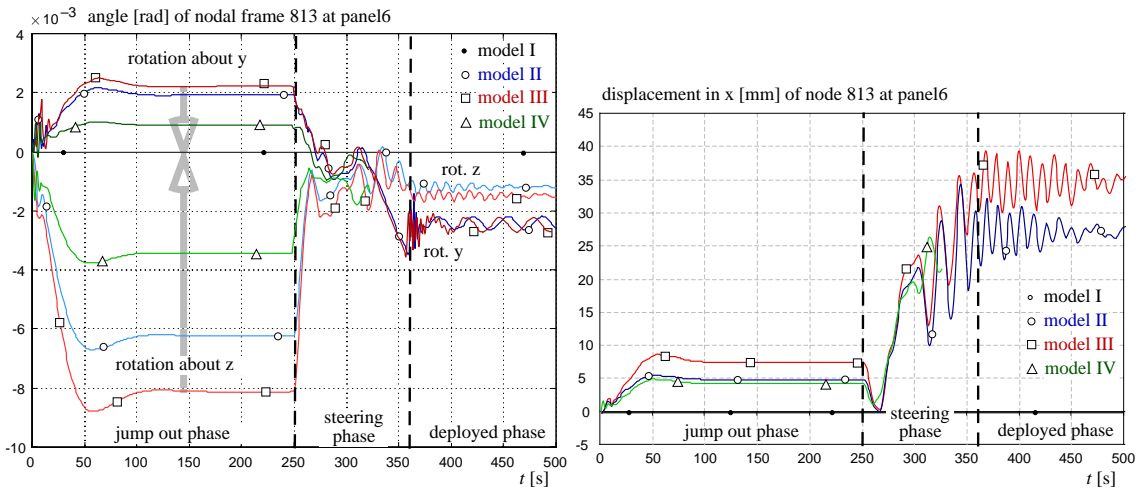 ×10⁻³ angle [rad] of nodal frame 813 at panel6
4
2
0
-2
-4
-6
-8
-10
rotation about y
rotation about z
rot. z
rot. y
model I
model II
model III
model IV
jump out phase
steering
phase
deployed phase
0 50 100 150 200 250 300 350 400 450 500
t [s]
displacement in x [mm] of node 813 at panel6
45
40
35
30
25
20
15
10
5
0
-5
model I
model II
model III
model IV
jump out phase
steering
phase
deployed phase
0 50 100 150 200 250 300 350 400 450 500
t [s]